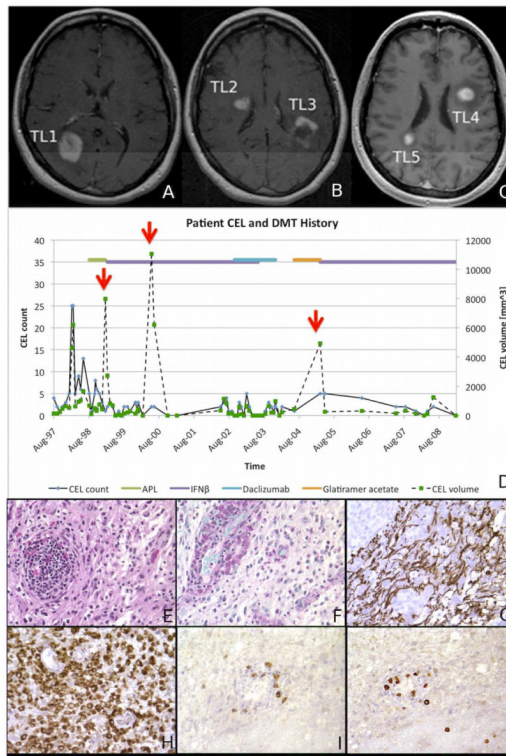 TL1
A
TL2
TL3
B
TL4
TL5
C
Patient CEL and DMT History
40
35
30
25
20
15
10
5
0
CEL count
12000
10000
8000
6000
4000
2000
0
CEL volume [mm^3]
Aug-97
Aug-98
Aug-99
Aug-00
Aug-02
Aug-03
Aug-04
Aug-05
Aug-06
Aug-07
Aug-08
Time
CEL count APL IFNβ Daclizumab Glatiramer acetate CEL volume
D
E
F
G
H
I